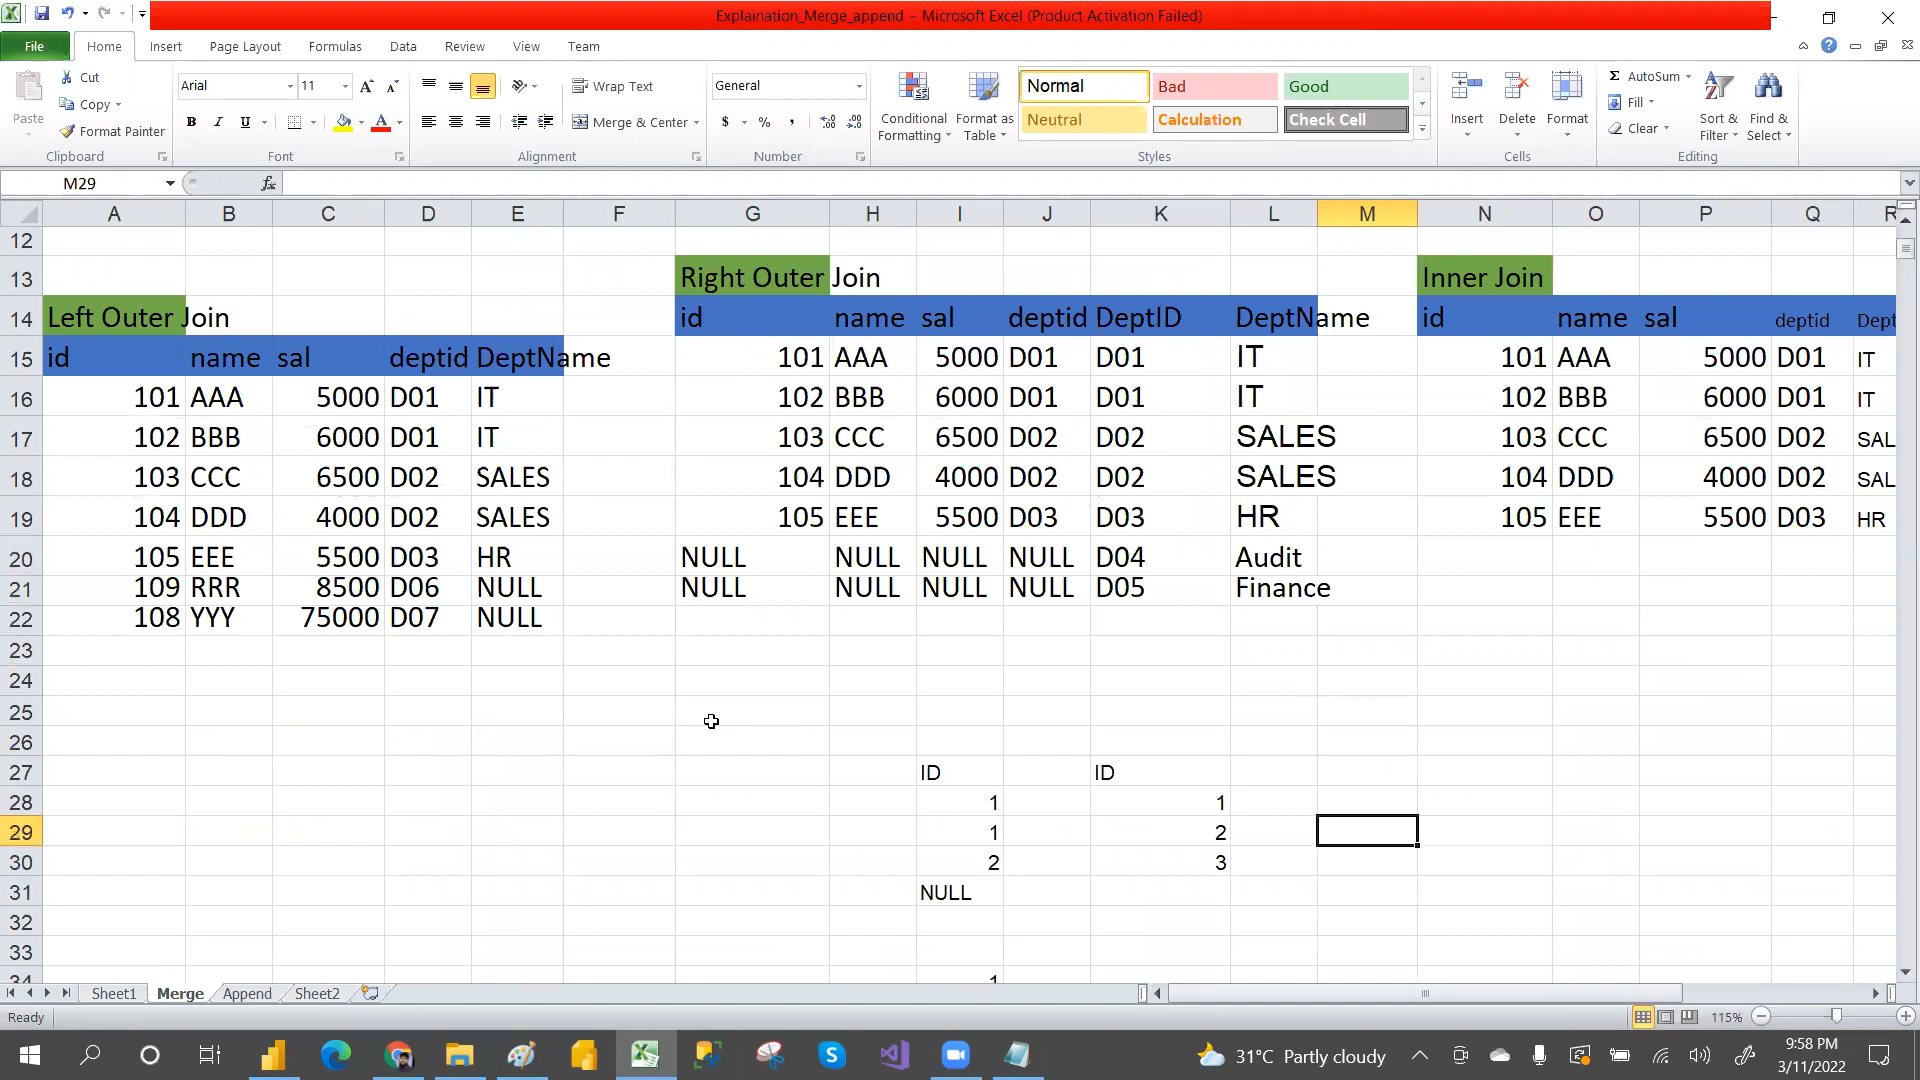 Explaination_Merge_append - Microsoft Excel (Product Activation Failed)
File Home Insert Page Layout Formulas Data Review View Team
Paste
Cut
Copy
Format Painter
Clipboard
Arial 11
B I U A
Font
Wrap Text
Merge & Center
Alignment
General
$ % ,
Number
Conditional Formatting
Format as Table
Normal Bad Good
Neutral Calculation Check Cell
Styles
Insert Delete Format
Cells
AutoSum
Fill
Clear
Sort & Filter
Find & Select
Editing
M29 fx
A B C D E F G H I J K L M N O P Q R
12
13 Right Outer Join Inner Join
14 Left Outer Join id name sal deptid DeptID DeptName id name sal deptid Dept
15 id name sal deptid DeptName 101 AAA 5000 D01 D01 IT 101 AAA 5000 D01 IT
16 101 AAA 5000 D01 IT 102 BBB 6000 D01 D01 IT 102 BBB 6000 D01 IT
17 102 BBB 6000 D01 IT 103 CCC 6500 D02 D02 SALES 103 CCC 6500 D02 SAL
18 103 CCC 6500 D02 SALES 104 DDD 4000 D02 D02 SALES 104 DDD 4000 D02 SAL
19 104 DDD 4000 D02 SALES 105 EEE 5500 D03 D03 HR 105 EEE 5500 D03 HR
20 105 EEE 5500 D03 HR NULL NULL NULL NULL D04 Audit
21 109 RRR 8500 D06 NULL NULL NULL NULL NULL D05 Finance
22 108 YYY 75000 D07 NULL
23
24
25
26
27 ID ID
28 1 1
29 1 2
30 2 3
31 NULL
32
33
34 1
Sheet1 Merge Append Sheet2
Ready 115%
31°C Partly cloudy
9:58 PM
3/11/2022